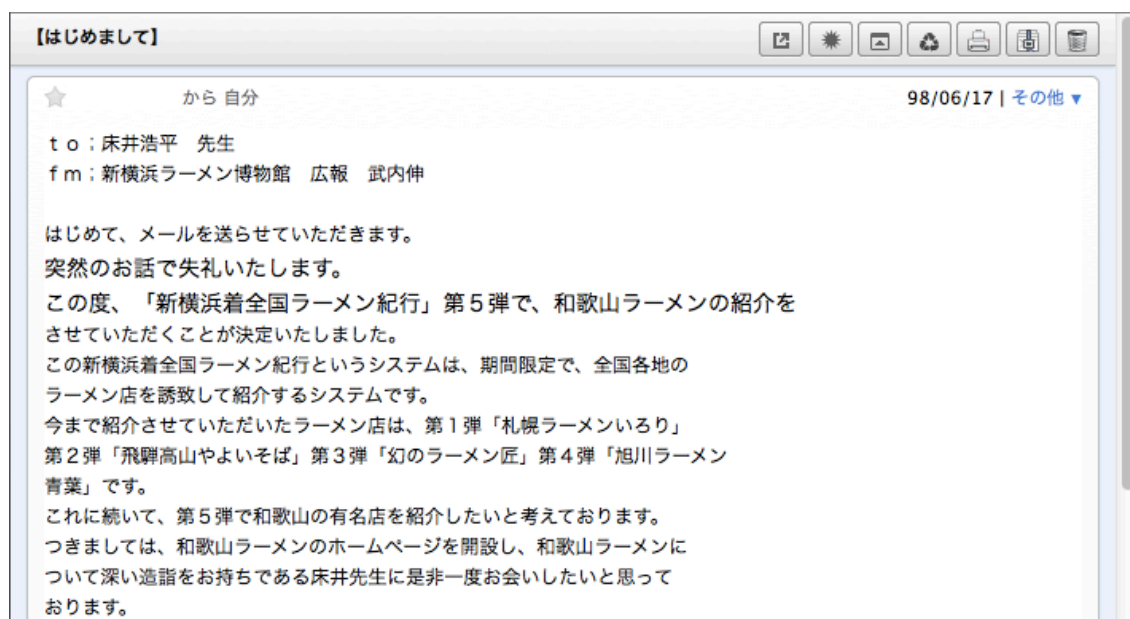 【はじめまして】
から 自分
98/06/17 | その他 ▼
ｔｏ；床井浩平　先生
ｆｍ；新横浜ラーメン博物館　広報　武内伸
はじめて、メールを送らせていただきます。
突然のお話で失礼いたします。
この度、「新横浜着全国ラーメン紀行」第５弾で、和歌山ラーメンの紹介を
させていただくことが決定いたしました。
この新横浜着全国ラーメン紀行というシステムは、期間限定で、全国各地の
ラーメン店を誘致して紹介するシステムです。
今まで紹介させていただいたラーメン店は、第１弾「札幌ラーメンいろり」
第２弾「飛騨高山やよいそば」第３弾「幻のラーメン匠」第４弾「旭川ラーメン
青葉」です。
これに続いて、第５弾で和歌山の有名店を紹介したいと考えております。
つきましては、和歌山ラーメンのホームページを開設し、和歌山ラーメンに
ついて深い造詣をお持ちである床井先生に是非一度お会いしたいと思って
おります。